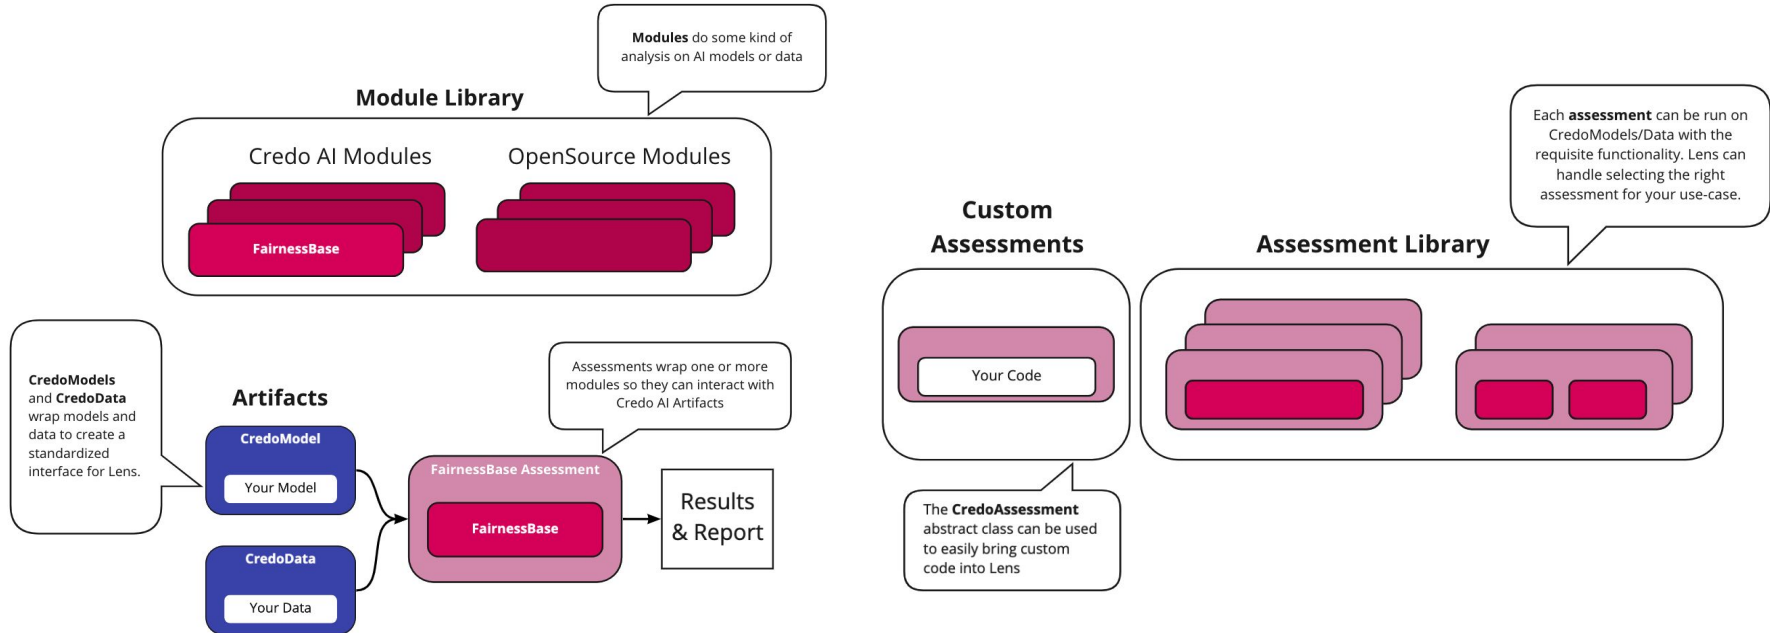 Modules do some kind of
analysis on AI models or data
Module Library
Credo AI Modules
OpenSource Modules
FairnessBase
CredoModels
and CredoData
wrap models and
data to create a
standardized
interface for Lens.
Artifacts
CredoModel
Your Model
CredoData
Your Data
Assessments wrap one or more
modules so they can interact with
Credo AI Artifacts
FairnessBase Assessment
FairnessBase
Results
& Report
Custom
Assessments
Your Code
The CredoAssessment
abstract class can be used
to easily bring custom
code into Lens
Each assessment can be run on
CredoModels/Data with the
requisite functionality. Lens can
handle selecting the right
assessment for your use-case.
Assessment Library